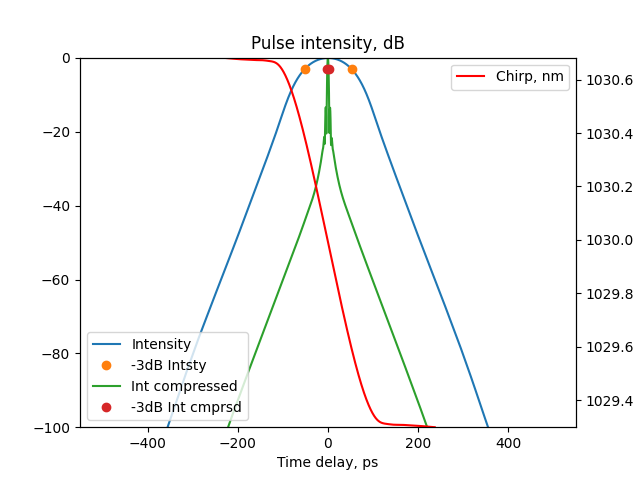 Pulse intensity, dB
0
−20
−40
−60
−80
−100
1030.6
1030.4
1030.2
1030.0
1029.8
1029.6
1029.4
Chirp, nm
Intensity
-3dB Intsty
Int compressed
-3dB Int cmprsd
−400 −200 0 200 400
Time delay, ps